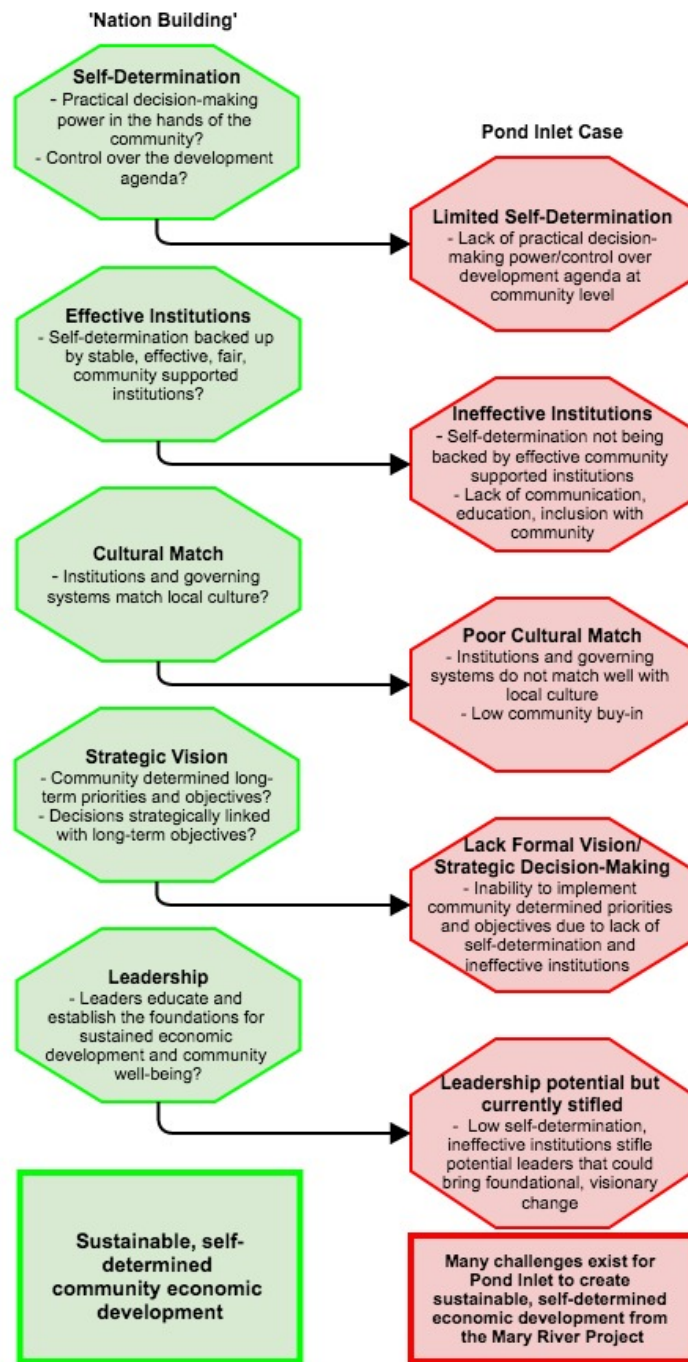 'Nation Building'
Self-Determination
- Practical decision-making
power in the hands of the
community?
- Control over the development
agenda?
Effective Institutions
- Self-determination backed up
by stable, effective, fair,
community supported
institutions?
Cultural Match
- Institutions and governing
systems match local culture?
Strategic Vision
- Community determined long-
term priorities and objectives?
- Decisions strategically linked
with long-term objectives?
Leadership
- Leaders educate and
establish the foundations for
sustained economic
development and community
well-being?
Sustainable, self-
determined
community economic
development
Pond Inlet Case
Limited Self-Determination
- Lack of practical decision-
making power/control over
development agenda at
community level
Ineffective Institutions
- Self-determination not being
backed by effective community
supported institutions
- Lack of communication,
education, inclusion with
community
Poor Cultural Match
- Institutions and governing
systems do not match well with
local culture
- Low community buy-in
Lack Formal Vision/
Strategic Decision-Making
- Inability to implement
community determined priorities
and objectives due to lack of
self-determination and
ineffective institutions
Leadership potential but
currently stifled
- Low self-determination,
ineffective institutions stifle
potential leaders that could
bring foundational, visionary
change
Many challenges exist for
Pond Inlet to create
sustainable, self-determined
economic development from
the Mary River Project